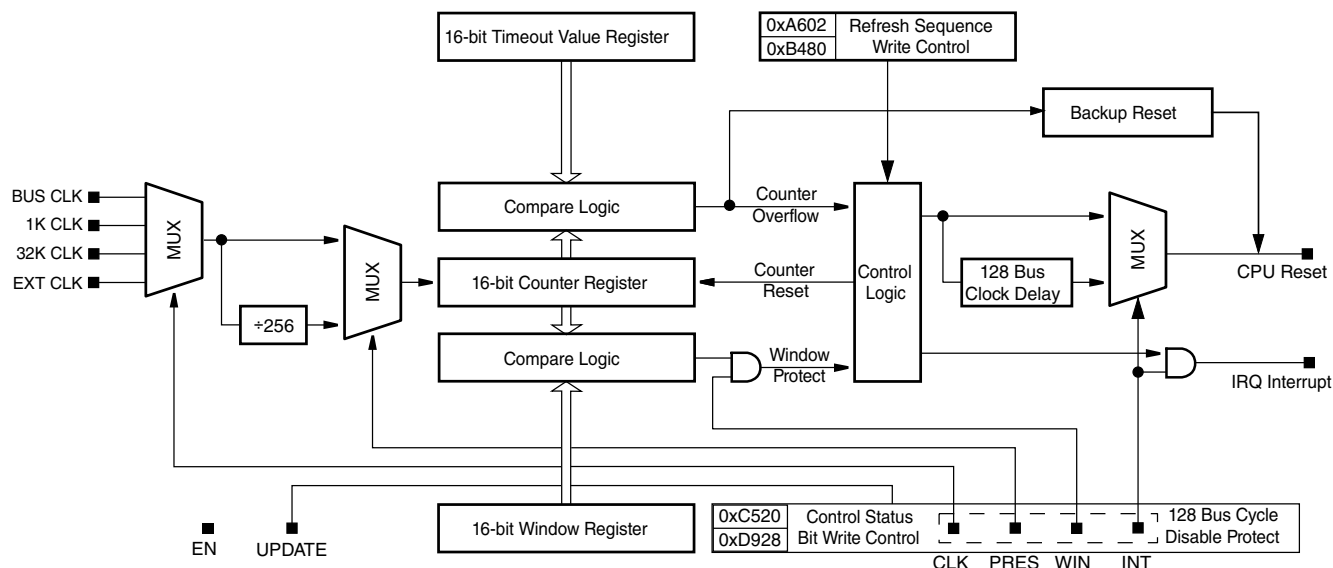 16-bit Timeout Value Register
0xA602
0xB480
Refresh Sequence
Write Control
Backup Reset
BUS CLK
1K CLK
32K CLK
EXT CLK
MUX
÷256
MUX
Compare Logic
16-bit Counter Register
Compare Logic
Counter
Overflow
Counter
Reset
Window
Protect
Control
Logic
128 Bus
Clock Delay
MUX
CPU Reset
IRQ Interrupt
EN
UPDATE
16-bit Window Register
0xC520
0xD928
Control Status
Bit Write Control
128 Bus Cycle
Disable Protect
CLK
PRES
WIN
INT